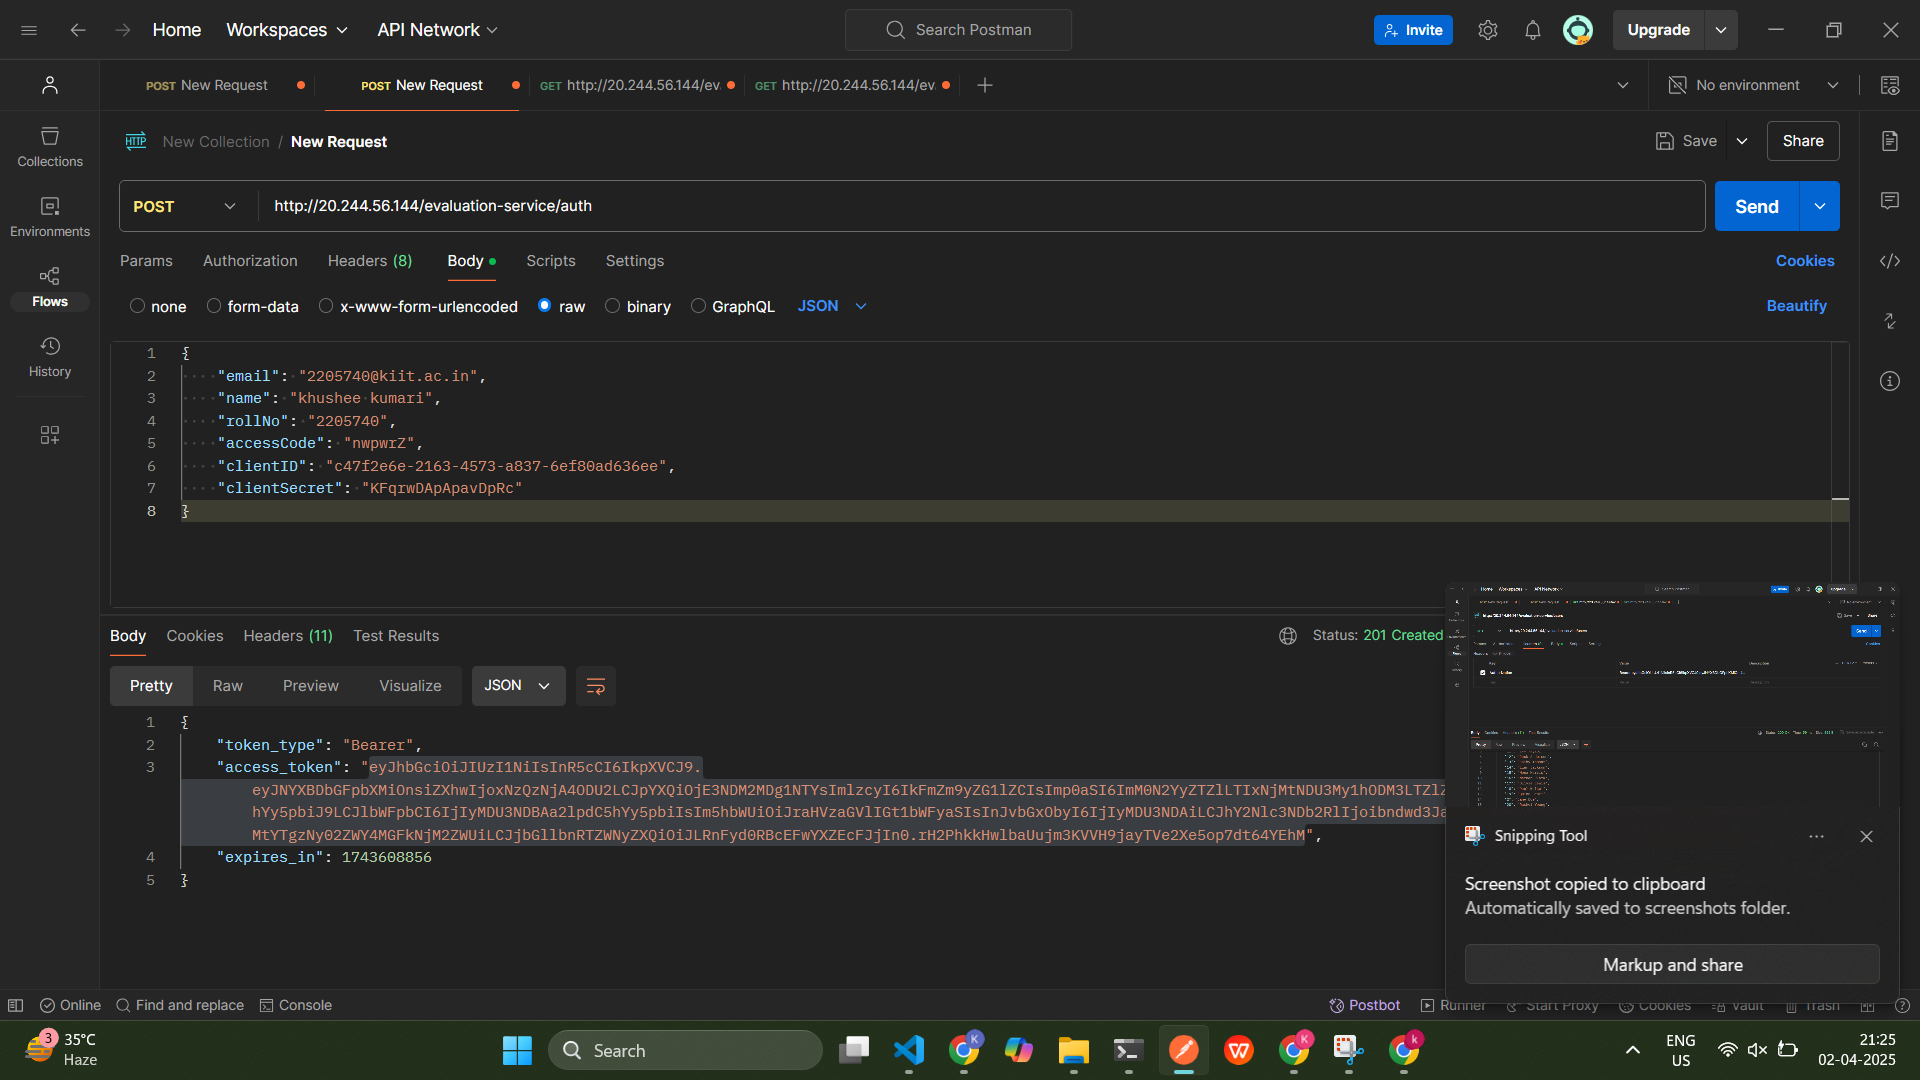 Home Workspaces API Network Search Postman Invite Upgrade
POST New Request POST New Request GET http://20.244.56.144/ev GET http://20.244.56.144/ev No environment
HTTP New Collection / New Request Save Share
POST http://20.244.56.144/evaluation-service/auth Send
Params Authorization Headers (8) Body Scripts Settings Cookies
none form-data x-www-form-urlencoded raw binary GraphQL JSON Beautify
Collections
Environments
Flows
History
1 {
2 "email": "2205740@kiit.ac.in",
3 "name": "khushee kumari",
4 "rollNo": "2205740",
5 "accessCode": "nwpwrZ",
6 "clientID": "c47f2e6e-2163-4573-a837-6ef80ad636ee",
7 "clientSecret": "KFqrwDApApavDpRc"
8 }
Body Cookies Headers (11) Test Results Status: 201 Created
Pretty Raw Preview Visualize JSON
1 {
2 "token_type": "Bearer",
3 "access_token": "eyJhbGciOiJIUzI1NiIsInR5cCI6IkpXVCJ9.
eyJNYXBDbGFpbXMiOnsiZXhwIjoxNzQzNjA4ODU2LCJpYXQiOjE3NDM2MDg1NTYsImlzcyI6IkFmZm9yZG1lZCIsImp0aSI6ImM0N2YyZTZlLTIxNjMtNDU3My1hODM3LTZlZ
hYy5pbiJ9LCJlbWFpbCI6IjIyMDU3NDBAa2lpdC5hYy5pbiIsIm5hbWUiOiJraHVzaGVlIGt1bWFyaSIsInJvbGxObyI6IjIyMDU3NDAiLCJhY2Nlc3NDb2RlIjoibndwd3Ja
MtYTgzNy02ZWY4MGFkNjM2ZWUiLCJjbGllbnRTZWNyZXQiOiJLRnFyd0RBcEFwYXZEcFJjIn0.rH2PhkkHwlbaUujm3KVVH9jayTVe2Xe5op7dt64YEhM",
4 "expires_in": 1743608856
5 }
Snipping Tool
Screenshot copied to clipboard
Automatically saved to screenshots folder.
Markup and share
Online Find and replace Console Postbot Runner Start Proxy Cookies Vault Trash
3 35°C
Haze
Search
ENG
US
21:25
02-04-2025